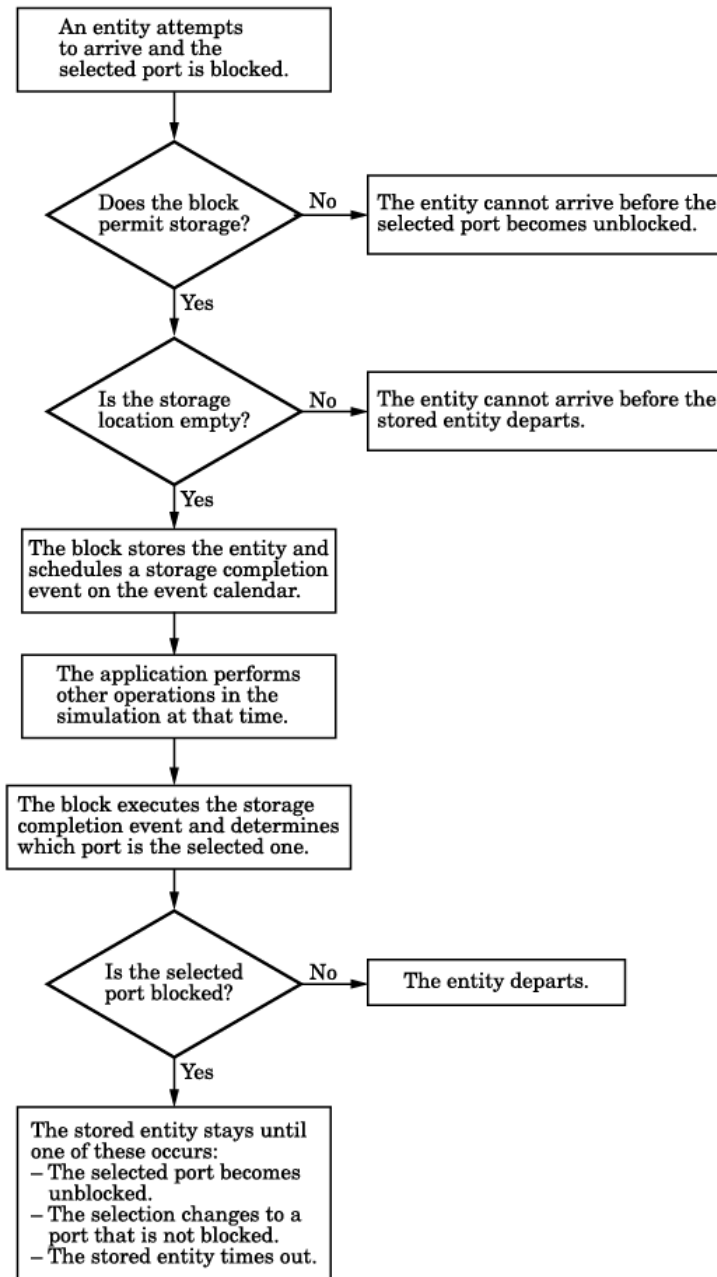 An entity attempts
to arrive and the
selected port is blocked.
Does the block
permit storage?
No
The entity cannot arrive before the
selected port becomes unblocked.
Yes
Is the storage
location empty?
No
The entity cannot arrive before the
stored entity departs.
Yes
The block stores the entity and
schedules a storage completion
event on the event calendar.
The application performs
other operations in the
simulation at that time.
The block executes the storage
completion event and determines
which port is the selected one.
Is the selected
port blocked?
No
The entity departs.
Yes
The stored entity stays until
one of these occurs:
– The selected port becomes
unblocked.
– The selection changes to a
port that is not blocked.
– The stored entity times out.